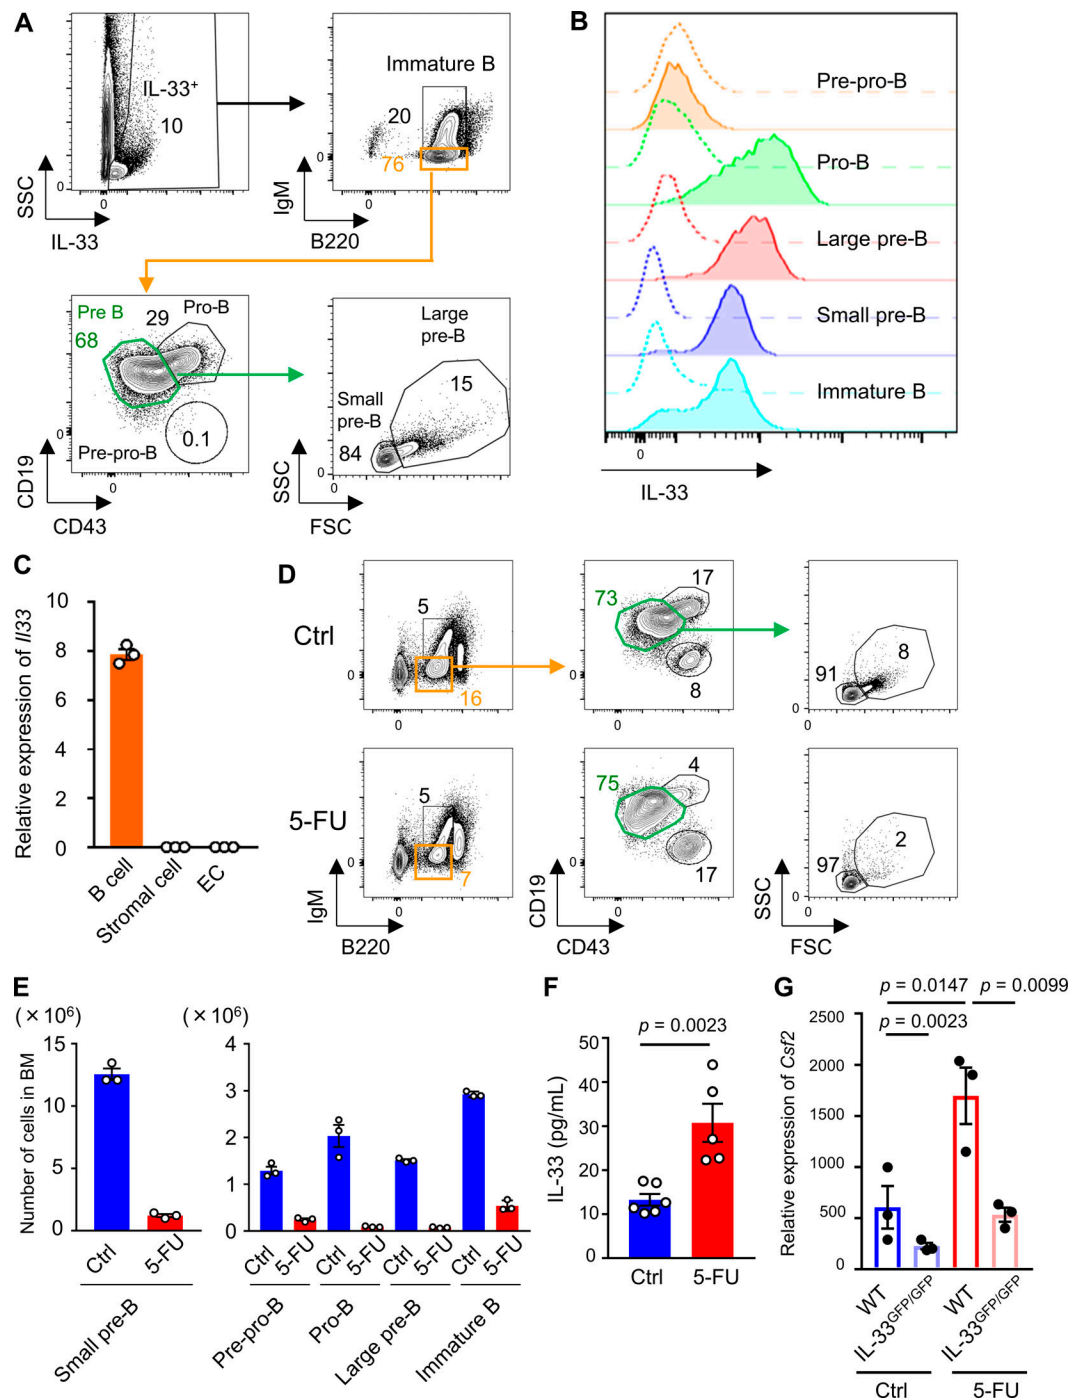 A
IL-33⁺
10
SSC
0
0
IL-33
Immature B
20
76
IgM
0
0
B220
Pre B
68
29
Pro-B
0.1
Pre-pro-B
CD19
0
0
CD43
Large
pre-B
15
Small
pre-B
84
SSC
0
0
FSC
B
Pre-pro-B
Pro-B
Large pre-B
Small pre-B
Immature B
0
IL-33
C
Relative expression of Il33
10
8
6
4
2
0
B cell
Stromal cell
EC
D
Ctrl
5
16
0
0
73
17
8
0
0
91
8
0
0
5-FU
5
7
0
0
IgM
B220
75
4
17
0
0
CD19
CD43
97
2
0
0
SSC
FSC
E
(×10⁶)
Number of cells in BM
15
10
5
0
Ctrl
5-FU
Small pre-B
(×10⁶)
4
3
2
1
0
Ctrl
5-FU
Ctrl
5-FU
Ctrl
5-FU
Ctrl
5-FU
Pre-pro-B
Pro-B
Large pre-B
Immature B
F
p = 0.0023
IL-33 (pg/mL)
50
40
30
20
10
0
Ctrl
5-FU
G
p = 0.0147
p = 0.0099
p = 0.0023
Relative expression of Csf2
2500
2000
1500
1000
500
0
WT
IL-33ᴳᶠᴾ/ᴳᶠᴾ
WT
IL-33ᴳᶠᴾ/ᴳᶠᴾ
Ctrl
5-FU